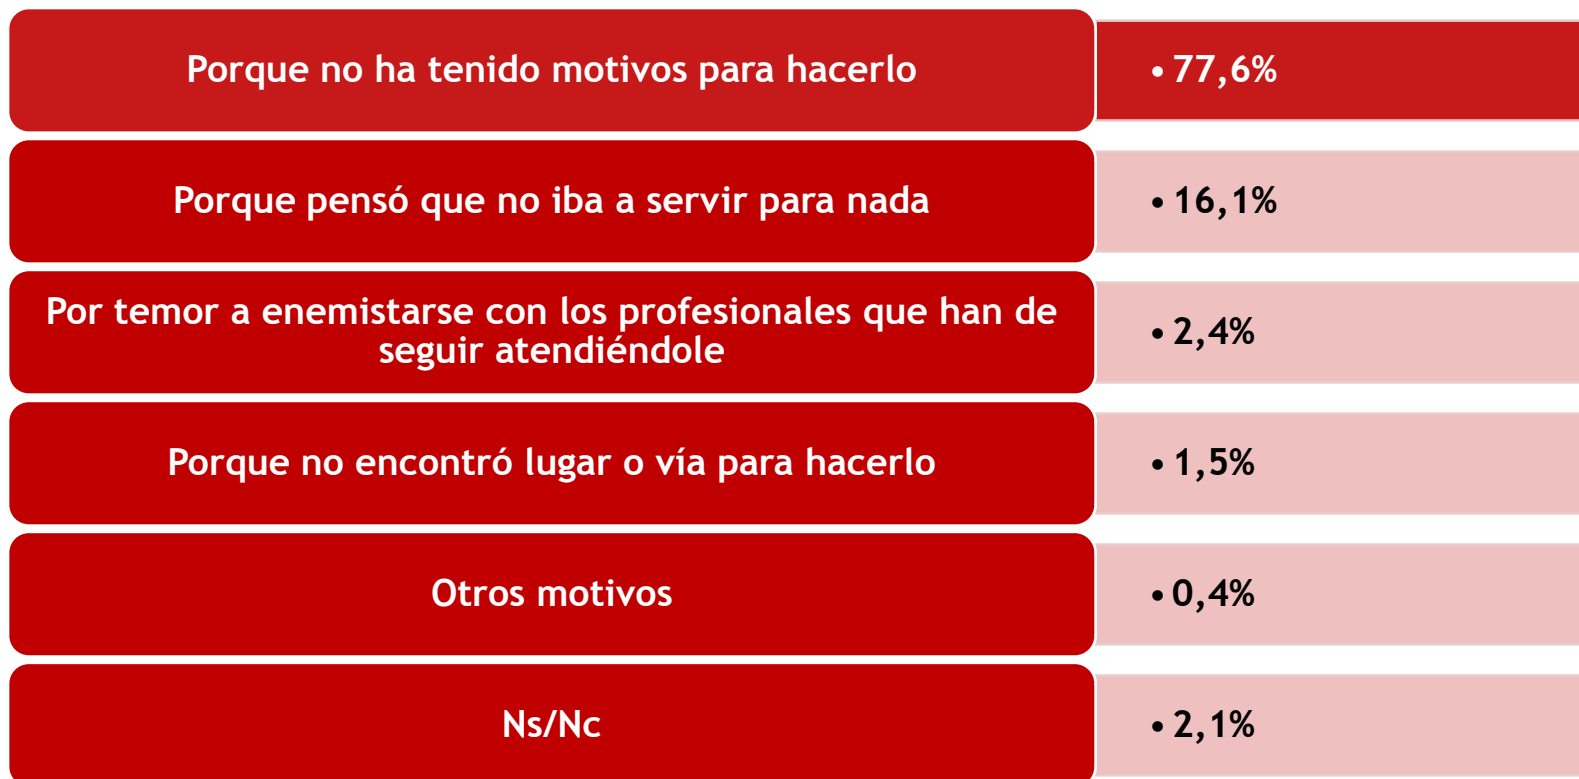 Porque no ha tenido motivos para hacerlo
• 77,6%
Porque pensó que no iba a servir para nada
• 16,1%
Por temor a enemistarse con los profesionales que han de
seguir atendiéndole
• 2,4%
Porque no encontró lugar o vía para hacerlo
• 1,5%
Otros motivos
• 0,4%
Ns/Nc
• 2,1%